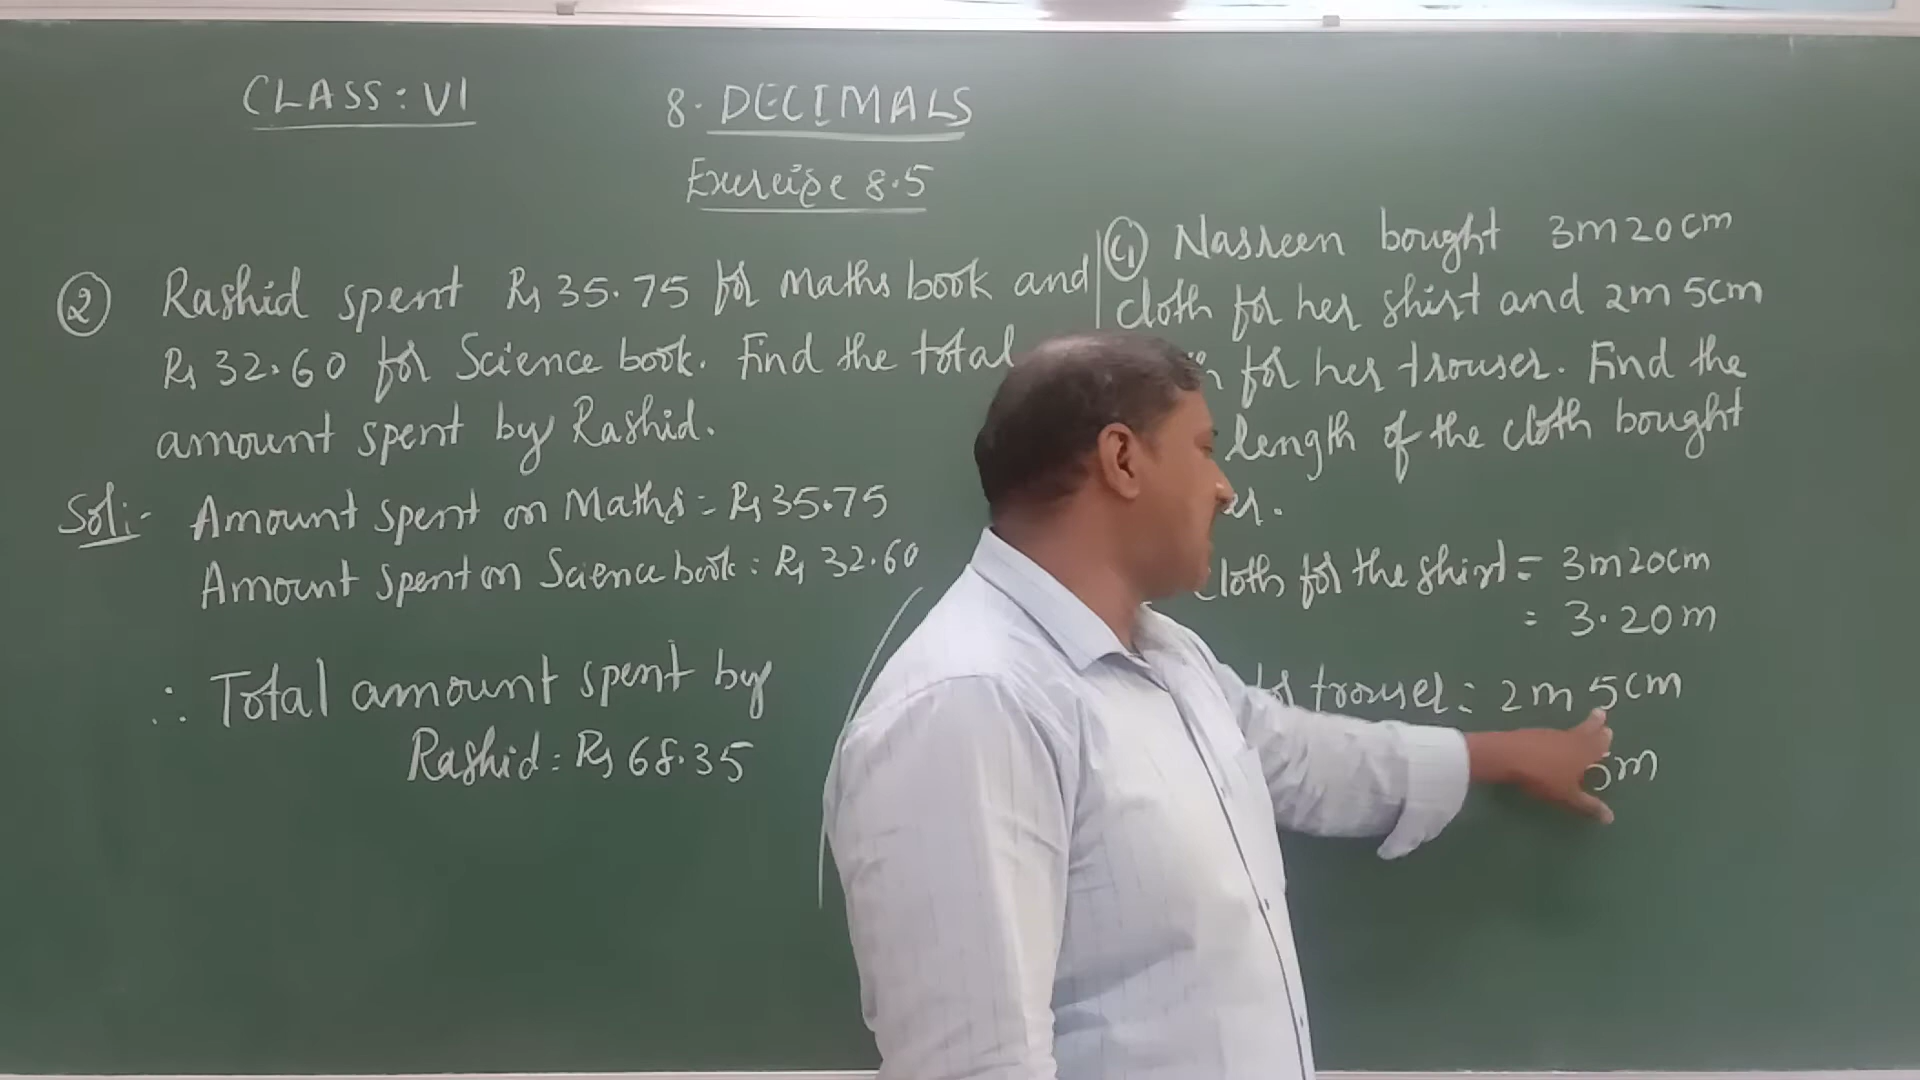 CLASS: VI
8. DECIMALS
Exercise 8.5
② Rashid spent Rs 35.75 for Maths book and
Rs 32.60 for Science book. Find the total
amount spent by Rashid.
Sol:- Amount spent on Maths = Rs 35.75
Amount spent on Science book = Rs 32.60
∴ Total amount spent by
Rashid = Rs 68.35
④ Nasreen bought 3m 20cm
cloth for her shirt and 2m 5cm
for her trouser. Find the
length of the cloth bought
cloth for the shirt = 3m 20cm
= 3.20m
trouser = 2m 5cm
5m